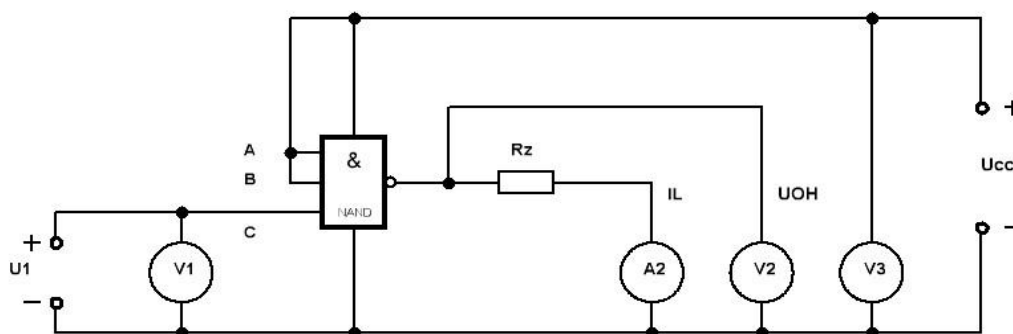 +
A
&
Rz
B
Ucc
IL
UOH
NAND
C
+
U1
V1
A2
V2
V3
−
−